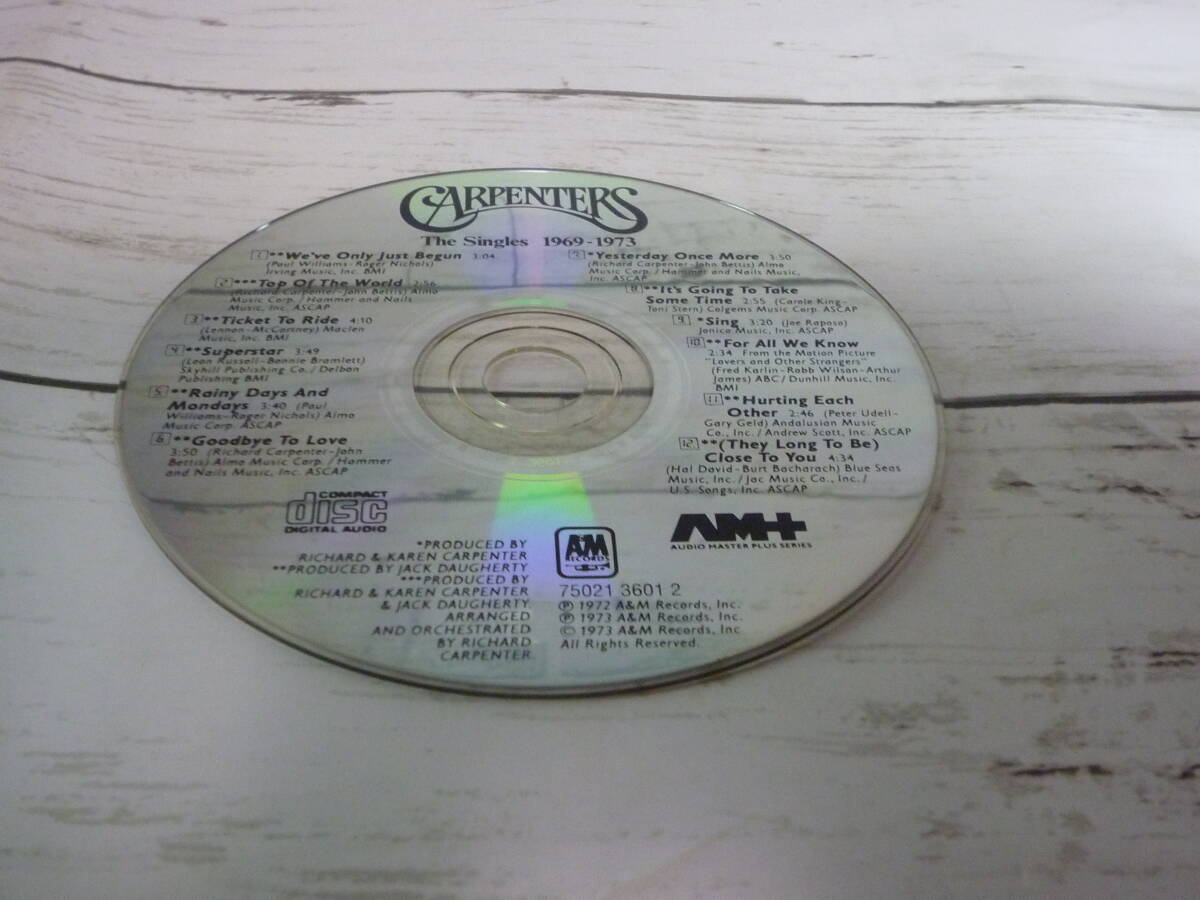 CARPENTERS
The Singles 1969-1973
1 **We've Only Just Begun 3:04
(Paul Williams-Roger Nichols)
Irving Music, Inc. BMI
2 ***Top Of The World 2:56
(Richard Carpenter-John Bettis) Almo
Music Corp./Hammer and Nails
Music, Inc. ASCAP
3 **Ticket To Ride 4:10
(Lennon-McCartney) Maclen
Music, Inc. BMI
4 **Superstar 3:49
(Leon Russell-Bonnie Bramlett)
Skyhill Publishing Co./Delbon
Publishing BMI
5 **Rainy Days And
Mondays 3:40 (Paul
Williams-Roger Nichols) Almo
Music Corp. ASCAP
6 **Goodbye To Love
3:50 (Richard Carpenter-John
Bettis) Almo Music Corp./Hammer
and Nails Music, Inc. ASCAP
7 *Yesterday Once More 3:50
(Richard Carpenter-John Bettis) Almo
Music Corp./Hammer and Nails Music,
Inc. ASCAP
8 **It's Going To Take
Some Time 2:55 (Carole King-
Toni Stern) Colgems Music Corp. ASCAP
9 *Sing 3:20 (Joe Raposo)
Jonico Music, Inc. ASCAP
10 **For All We Know
2:34 From the Motion Picture
"Lovers and Other Strangers"
(Fred Karlin-Robb Wilson-Arthur
James) ABC/Dunhill Music, Inc.
BMI
11 **Hurting Each
Other 2:46 (Peter Udell-
Gary Geld) Andalusian Music
Co., Inc./Andrew Scott, Inc. ASCAP
12 **(They Long To Be)
Close To You 4:34
(Hal David-Burt Bacharach) Blue Seas
Music, Inc./Jac Music Co., Inc./
U.S. Songs, Inc. ASCAP
COMPACT
disc
DIGITAL AUDIO
*PRODUCED BY
RICHARD & KAREN CARPENTER
**PRODUCED BY JACK DAUGHERTY
***PRODUCED BY
RICHARD & KAREN CARPENTER
& JACK DAUGHERTY.
ARRANGED
AND ORCHESTRATED
BY RICHARD
CARPENTER.
A&M
RECORDS
AM+
AUDIO MASTER PLUS SERIES
75021 3601 2
℗ 1972 A&M Records, Inc.
℗ 1973 A&M Records, Inc.
© 1973 A&M Records, Inc.
All Rights Reserved.